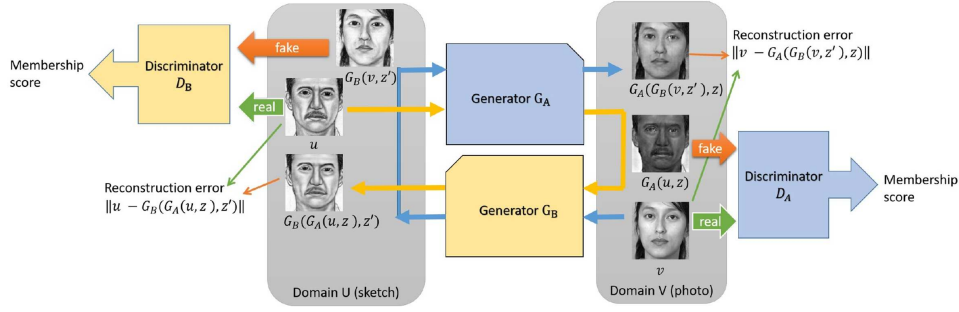 Membership
score
Discriminator
D_B
fake
G_B(v, z′)
real
u
Reconstruction error
‖u − G_B(G_A(u, z), z′)‖
G_B(G_A(u, z), z′)
Domain U (sketch)
Generator G_A
Generator G_B
G_A(G_B(v, z′), z)
G_A(u, z)
fake
real
v
Domain V (photo)
Reconstruction error
‖v − G_A(G_B(v, z′), z)‖
Discriminator
D_A
Membership
score